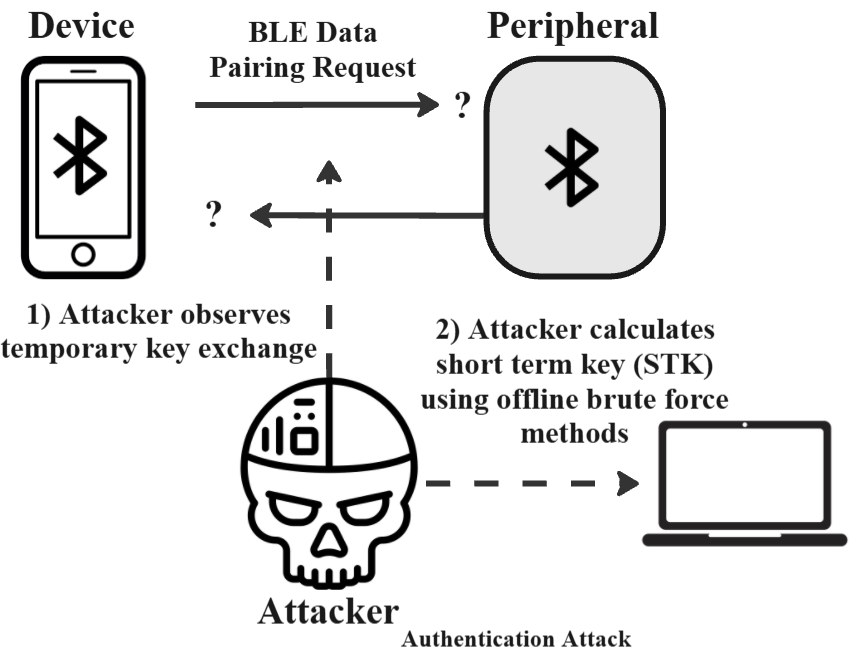 Device
BLE Data
Pairing Request
Peripheral
?
?
1) Attacker observes
temporary key exchange
2) Attacker calculates
short term key (STK)
using offline brute force
methods
Attacker
Authentication Attack